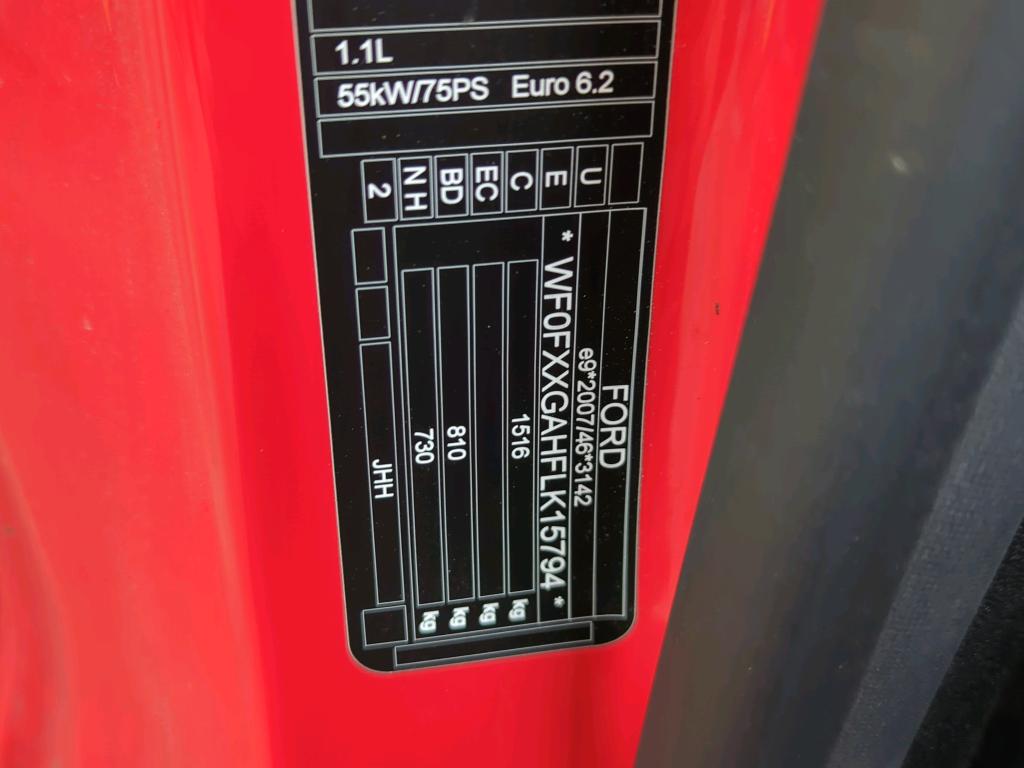 1.1L
55kW/75PS Euro 6.2
U
E
C
EC
BD
N H
2
FORD
e9*2007/46*3142
* WF0FXXGAHFLK15794 *
1516 kg
kg
810 kg
730 kg
JHH